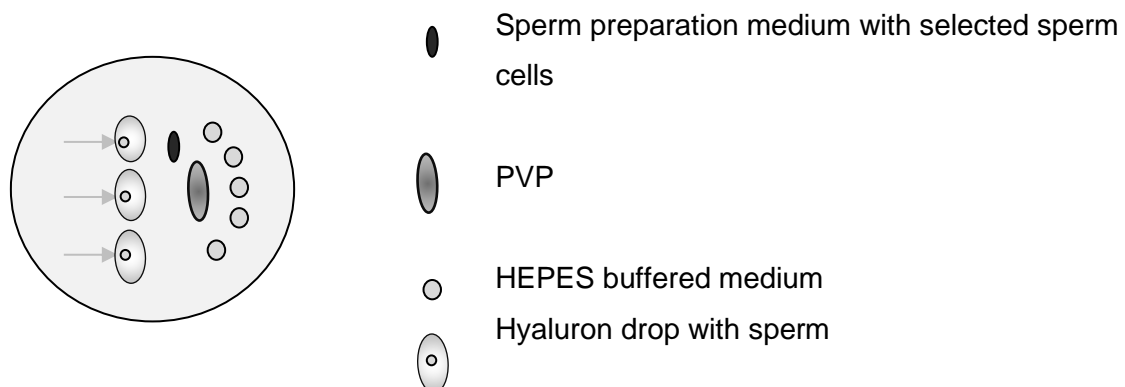 Sperm preparation medium with selected sperm
cells
PVP
HEPES buffered medium
Hyaluron drop with sperm